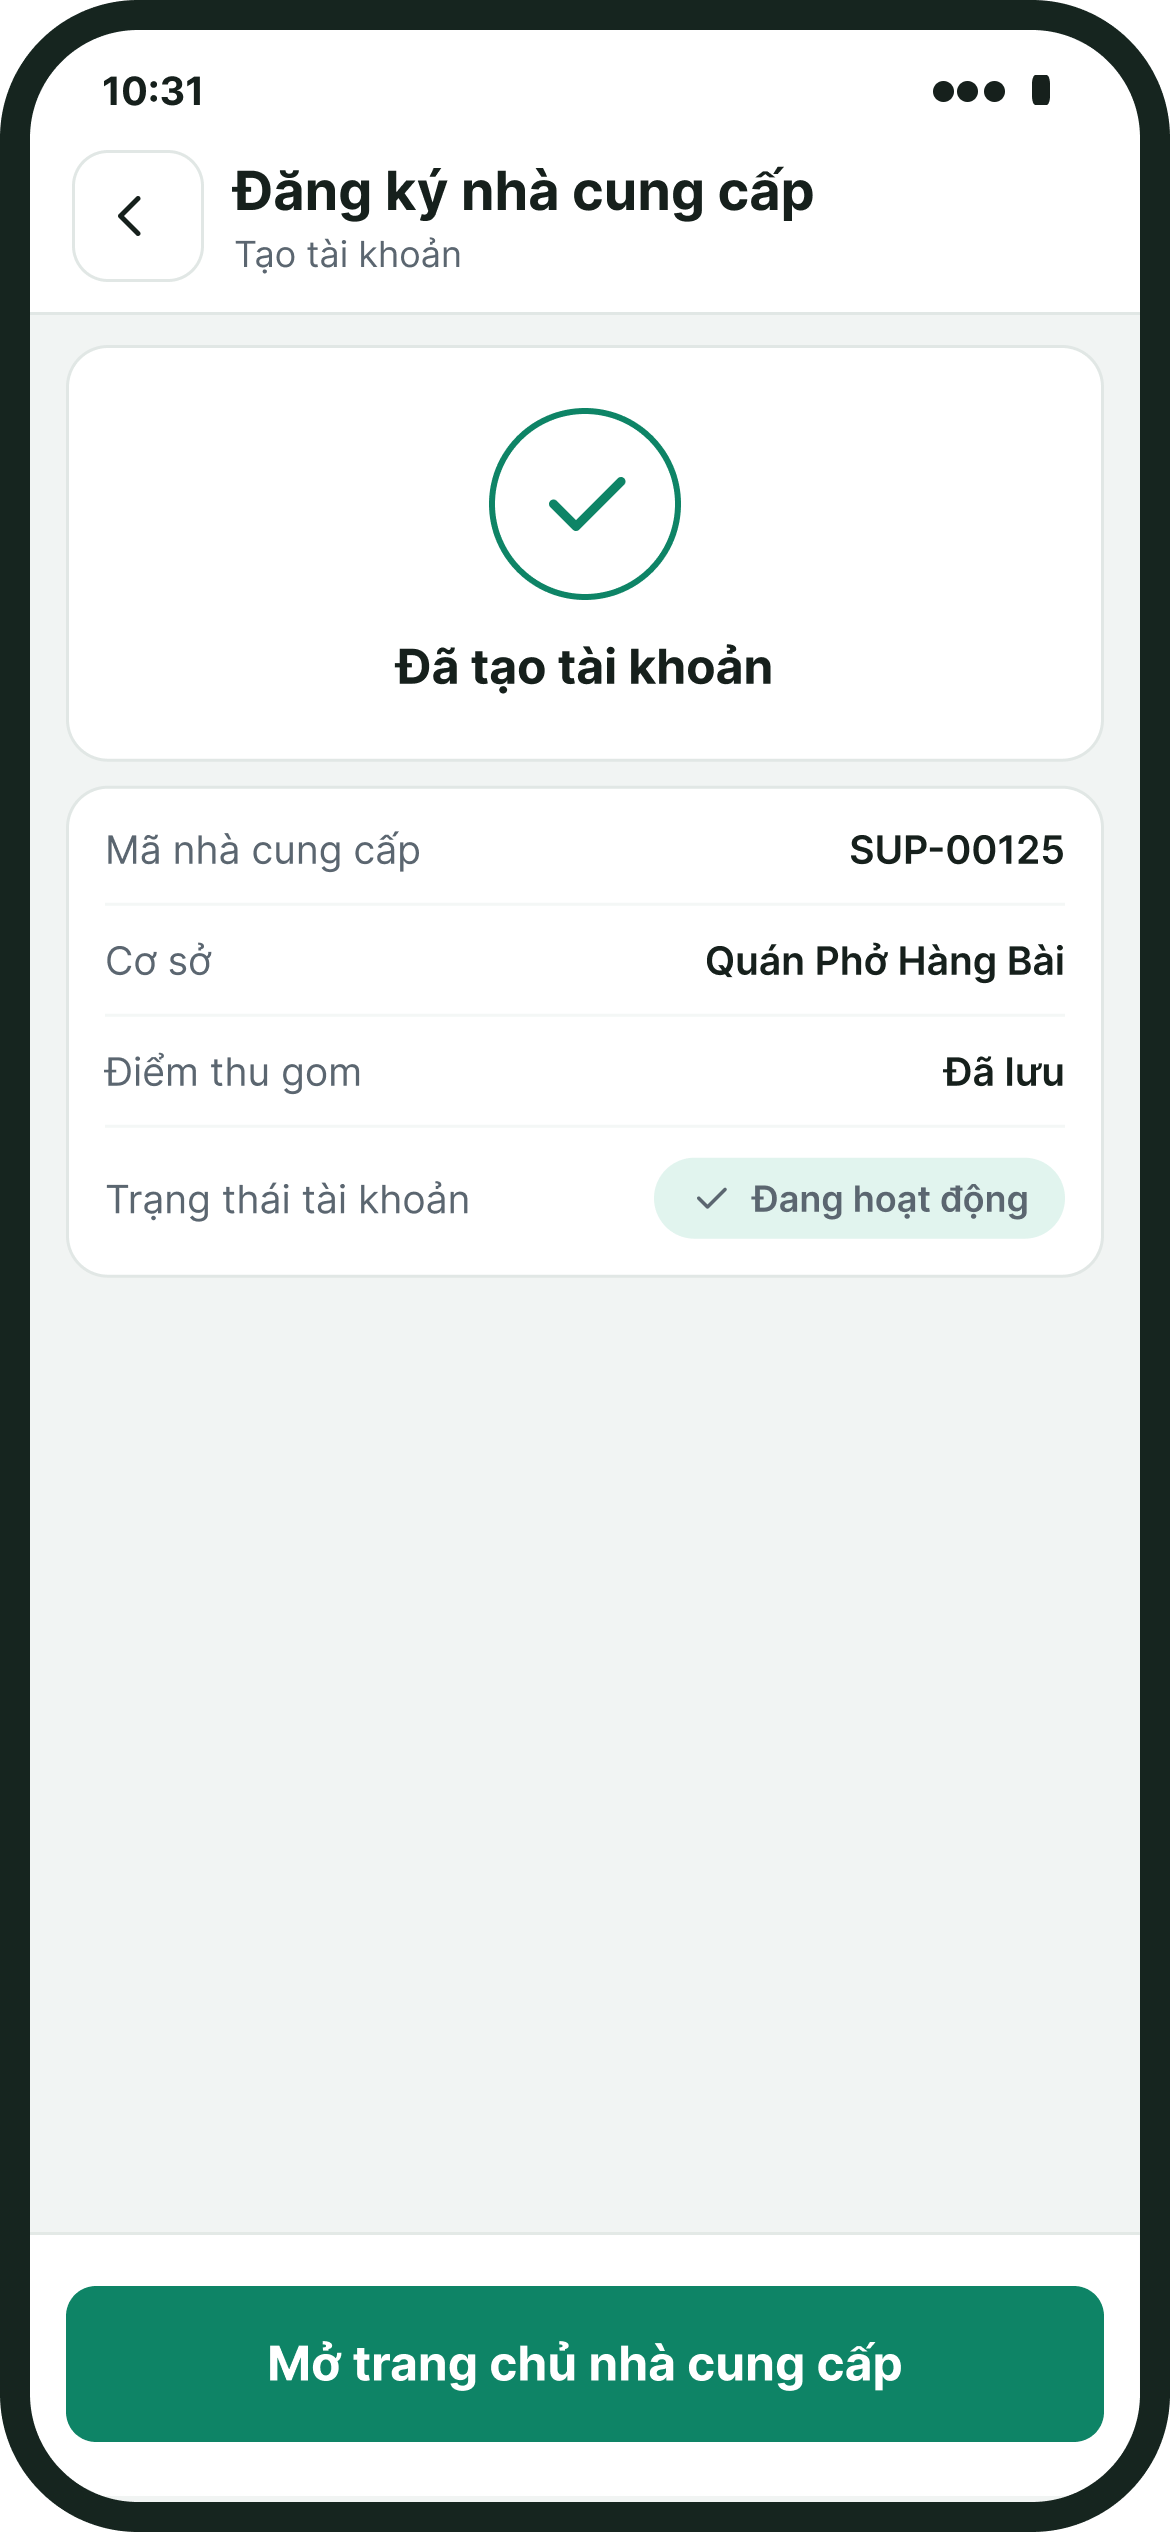 10:31
Đăng ký nhà cung cấp
Tạo tài khoản
Đã tạo tài khoản
Mã nhà cung cấp SUP-00125
Cơ sở Quán Phở Hàng Bài
Điểm thu gom Đã lưu
Trạng thái tài khoản Đang hoạt động
Mở trang chủ nhà cung cấp